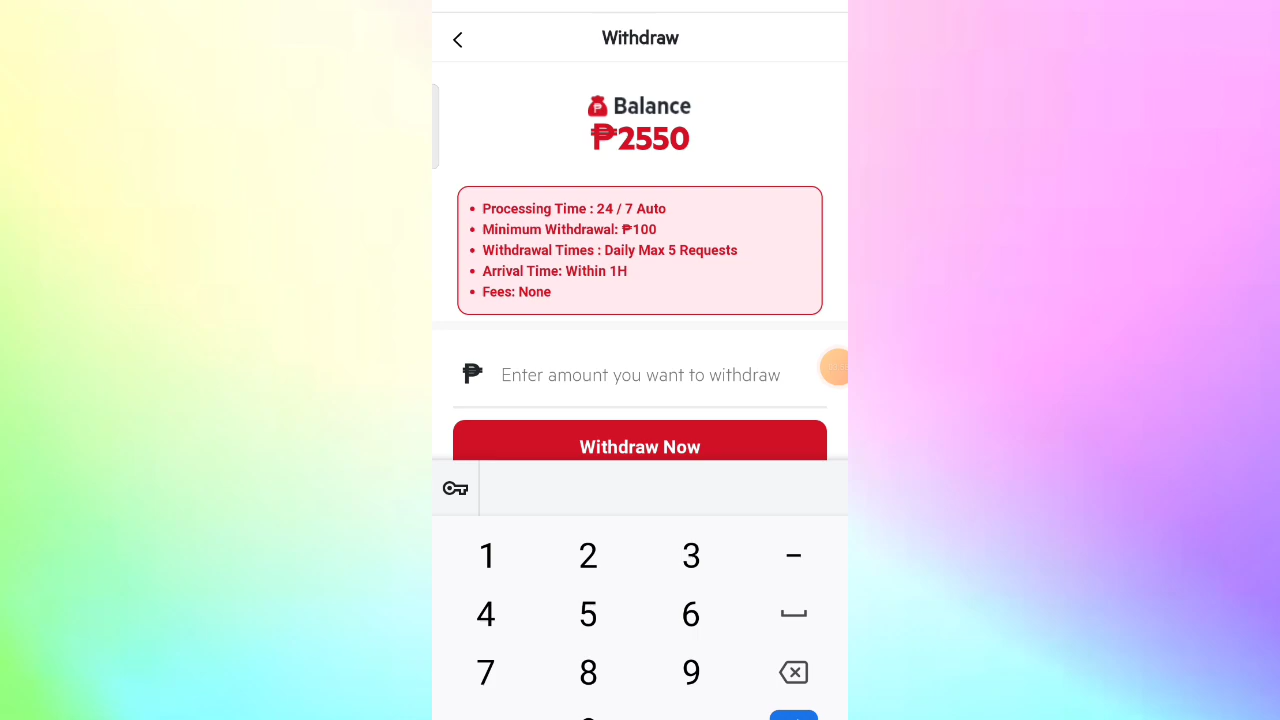 Withdraw
Balance
₱2550
• Processing Time : 24 / 7 Auto
• Minimum Withdrawal: ₱100
• Withdrawal Times : Daily Max 5 Requests
• Arrival Time: Within 1H
• Fees: None
₱ Enter amount you want to withdraw
Withdraw Now
1 2 3 -
4 5 6
7 8 9